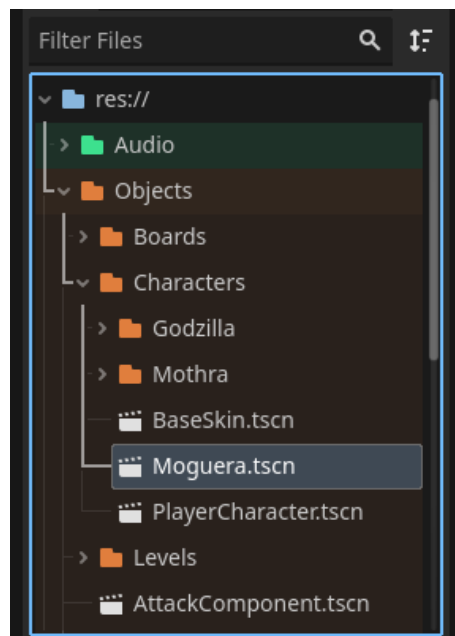 Filter Files
res://
Audio
Objects
Boards
Characters
Godzilla
Mothra
BaseSkin.tscn
Moguera.tscn
PlayerCharacter.tscn
Levels
AttackComponent.tscn